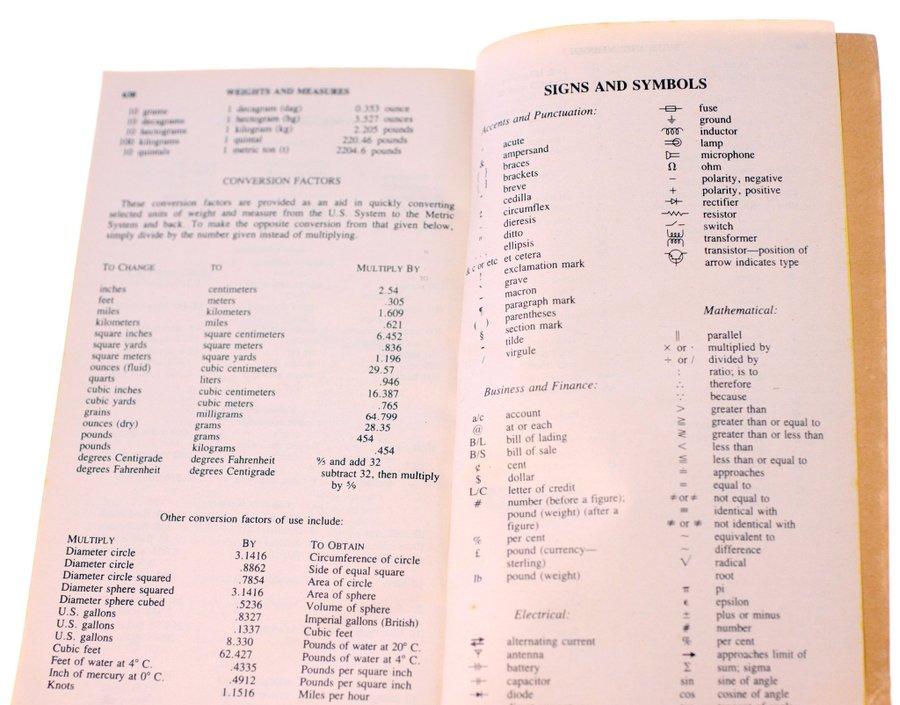 WEIGHTS AND MEASURES
10 grams 1 decagram (dag) 0.353 ounce
10 decagrams 1 hectogram (hg) 3.527 ounces
10 hectograms 1 kilogram (kg) 2.205 pounds
100 kilograms 1 quintal 220.46 pounds
10 quintals 1 metric ton (t) 2204.6 pounds
CONVERSION FACTORS
These conversion factors are provided as an aid in quickly converting
selected units of weight and measure from the U.S. System to the Metric
System and back. To make the opposite conversion from that given below,
simply divide by the number given instead of multiplying.
TO CHANGE TO MULTIPLY BY
inches centimeters 2.54
feet meters .305
miles kilometers 1.609
kilometers miles .621
square inches square centimeters 6.452
square yards square meters .836
square meters square yards 1.196
ounces (fluid) cubic centimeters 29.57
quarts liters .946
cubic inches cubic centimeters 16.387
cubic yards cubic meters .765
grains milligrams 64.799
ounces (dry) grams 28.35
pounds grams 454
pounds kilograms .454
degrees Centigrade degrees Fahrenheit ⁹⁄₅ and add 32
degrees Fahrenheit degrees Centigrade subtract 32, then multiply
by ⁵⁄₉
Other conversion factors of use include:
MULTIPLY BY TO OBTAIN
Diameter circle 3.1416 Circumference of circle
Diameter circle .8862 Side of equal square
Diameter circle squared .7854 Area of circle
Diameter sphere squared 3.1416 Area of sphere
Diameter sphere cubed .5236 Volume of sphere
U.S. gallons .8327 Imperial gallons (British)
U.S. gallons .1337 Cubic feet
U.S. gallons 8.330 Pounds of water at 20° C.
Cubic feet 62.427 Pounds of water at 4° C.
Feet of water at 4° C. .4335 Pounds per square inch
Inch of mercury at 0° C. .4912 Pounds per square inch
Knots 1.1516 Miles per hour
SIGNS AND SYMBOLS
Accents and Punctuation:
acute
& ampersand
braces
brackets
breve
cedilla
circumflex
dieresis
ditto
. . . ellipsis
&c or etc et cetera
! exclamation mark
grave
macron
¶ paragraph mark
( ) parentheses
§ section mark
tilde
/ virgule
Business and Finance:
a/c account
@ at or each
B/L bill of lading
B/S bill of sale
¢ cent
$ dollar
L/C letter of credit
# number (before a figure);
pound (weight) (after a
figure)
% per cent
£ pound (currency—
sterling)
lb pound (weight)
Electrical:
alternating current
antenna
battery
capacitor
diode
fuse
ground
inductor
lamp
microphone
Ω ohm
− polarity, negative
+ polarity, positive
rectifier
resistor
switch
transformer
transistor—position of
arrow indicates type
Mathematical:
∥ parallel
× or · multiplied by
÷ or / divided by
: ratio; is to
∴ therefore
∵ because
> greater than
≧ greater than or equal to
≷ greater than or less than
< less than
≦ less than or equal to
≐ approaches
= equal to
≠ or ≠ not equal to
≡ identical with
≢ or ≢ not identical with
~ equivalent to
~ difference
√ radical
root
π pi
ε epsilon
± plus or minus
# number
% per cent
→ approaches limit of
Σ sum; sigma
sin sine of angle
cos cosine of angle